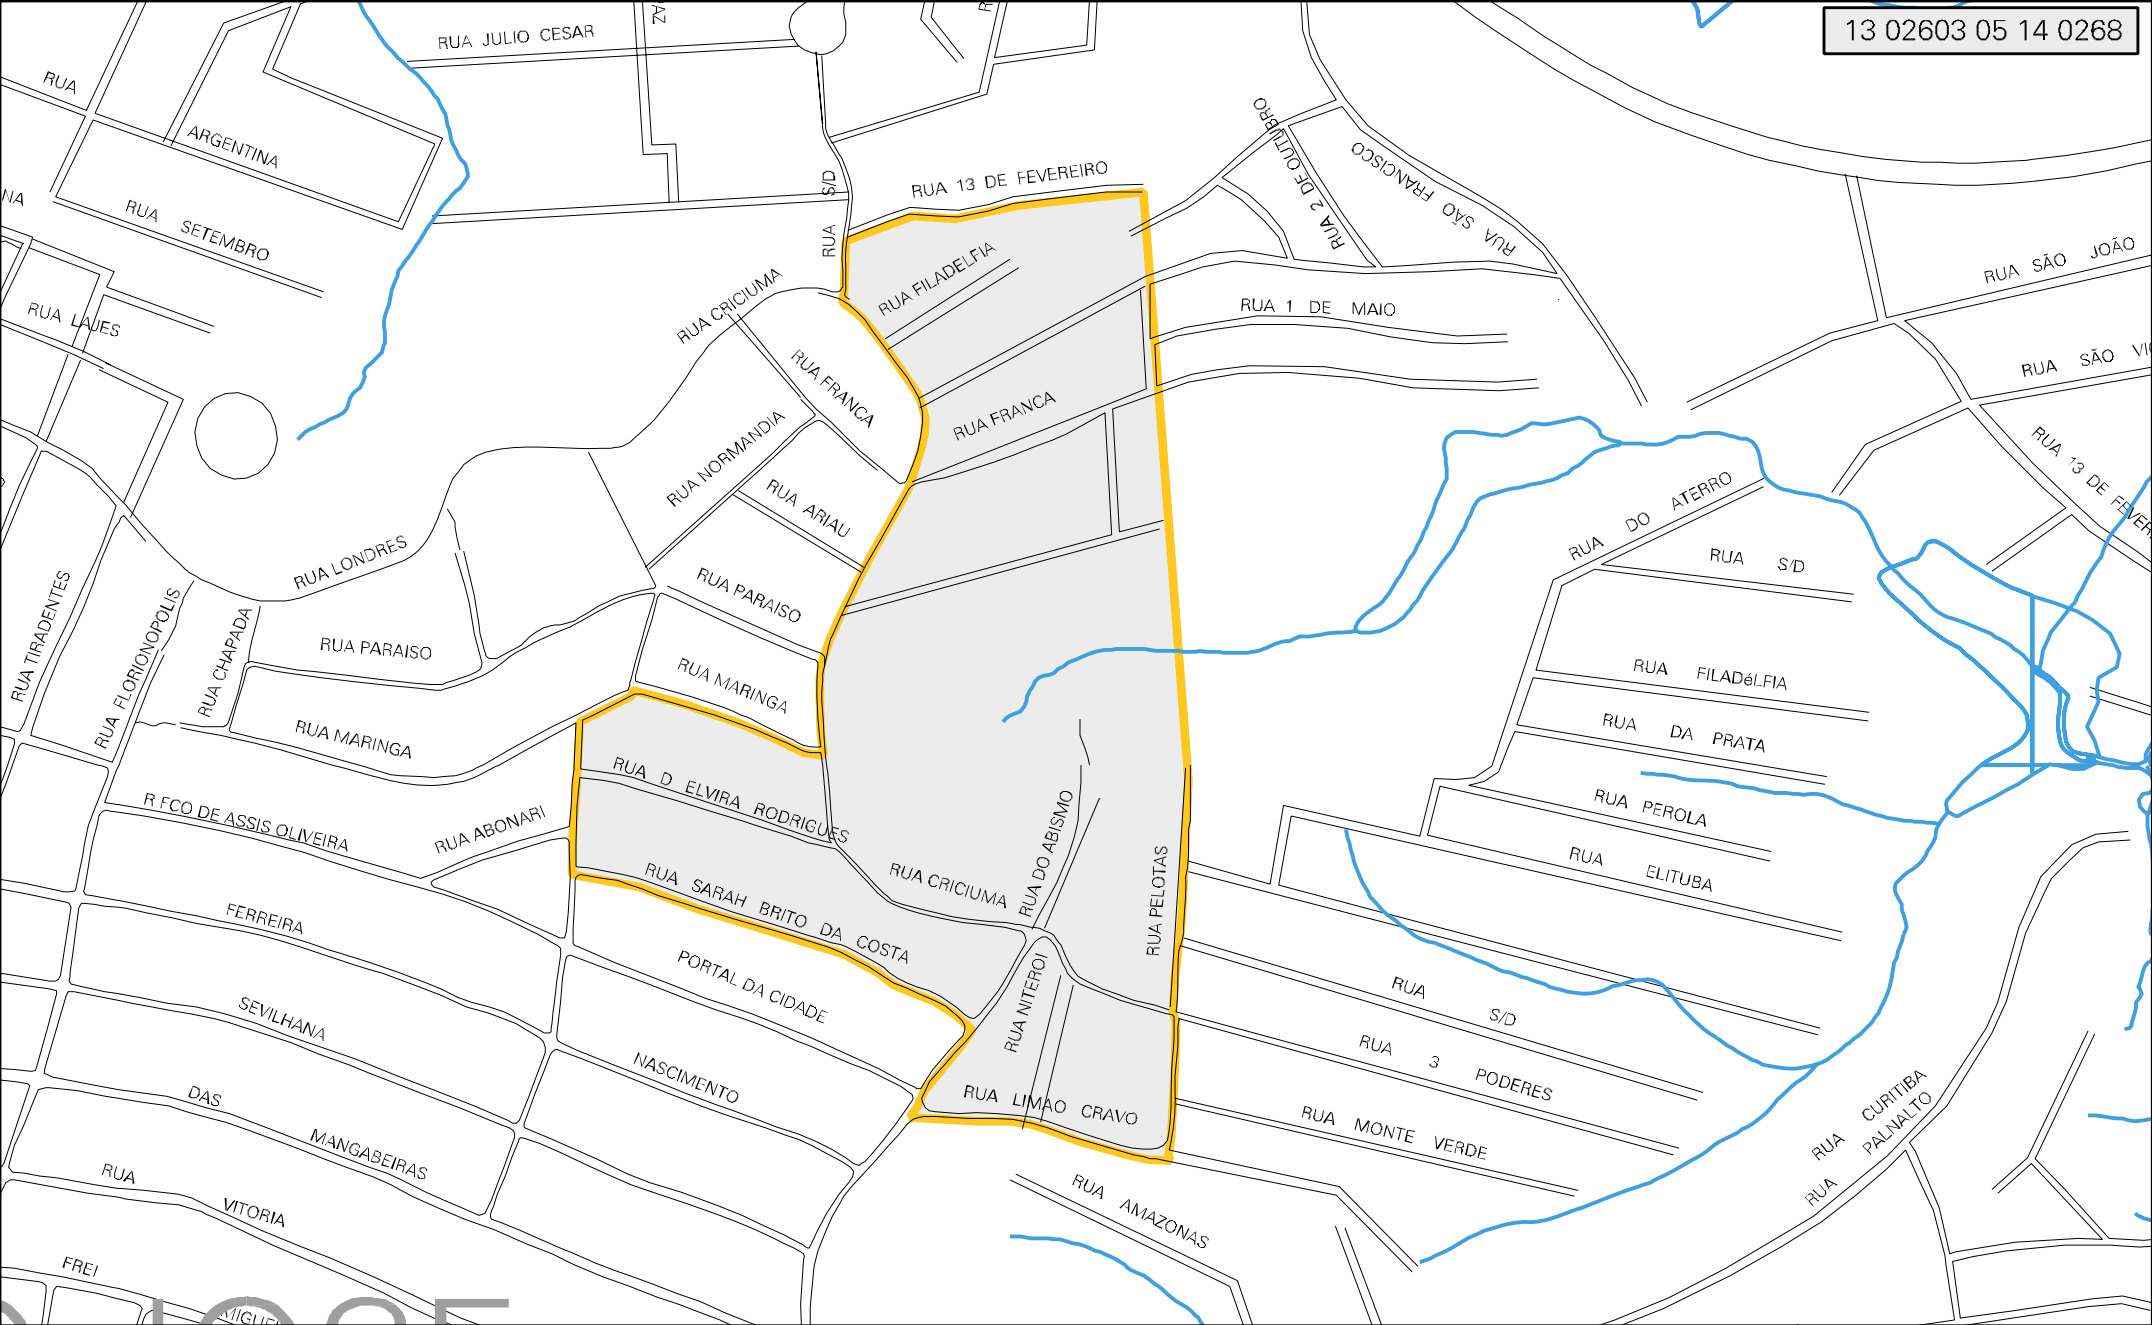 13 02603 05 14 0268
RUA JULIO CESAR
RUA
ARGENTINA
RUA SETEMBRO
NA
RUA LAJES
RUA S/D
RUA 13 DE FEVEREIRO
RUA 2 DE OUTUBRO
RUA SÃO FRANCISCO
RUA SÃO JOÃO
RUA FILADELFIA
RUA CRICIUMA
RUA 1 DE MAIO
RUA FRANCA
RUA FRANCA
RUA NORMANDIA
RUA ARIAU
RUA 13 DE FEVER
RUA DO ATERRO
RUA S/D
RUA LONDRES
RUA PARAISO
RUA PARAISO
RUA TIRADENTES
RUA FLORIONOPOLIS
RUA CHAPADA
RUA MARINGA
RUA MARINGA
RUA FILADéLFIA
RUA DA PRATA
RUA PEROLA
RUA ELITUBA
RUA D ELVIRA RODRIGUES
R FCO DE ASSIS OLIVEIRA
RUA ABONARI
RUA SARAH BRITO DA COSTA
RUA CRICIUMA
RUA DO ABISMO
RUA PELOTAS
FERREIRA
PORTAL DA CIDADE
RUA NITEROI
RUA S/D
SEVILHANA
NASCIMENTO
RUA 3 PODERES
RUA LIMAO CRAVO
RUA MONTE VERDE
DAS MANGABEIRAS
RUA CURITIBA
RUA PALNALTO
RUA VITORIA
RUA AMAZONAS
FREI